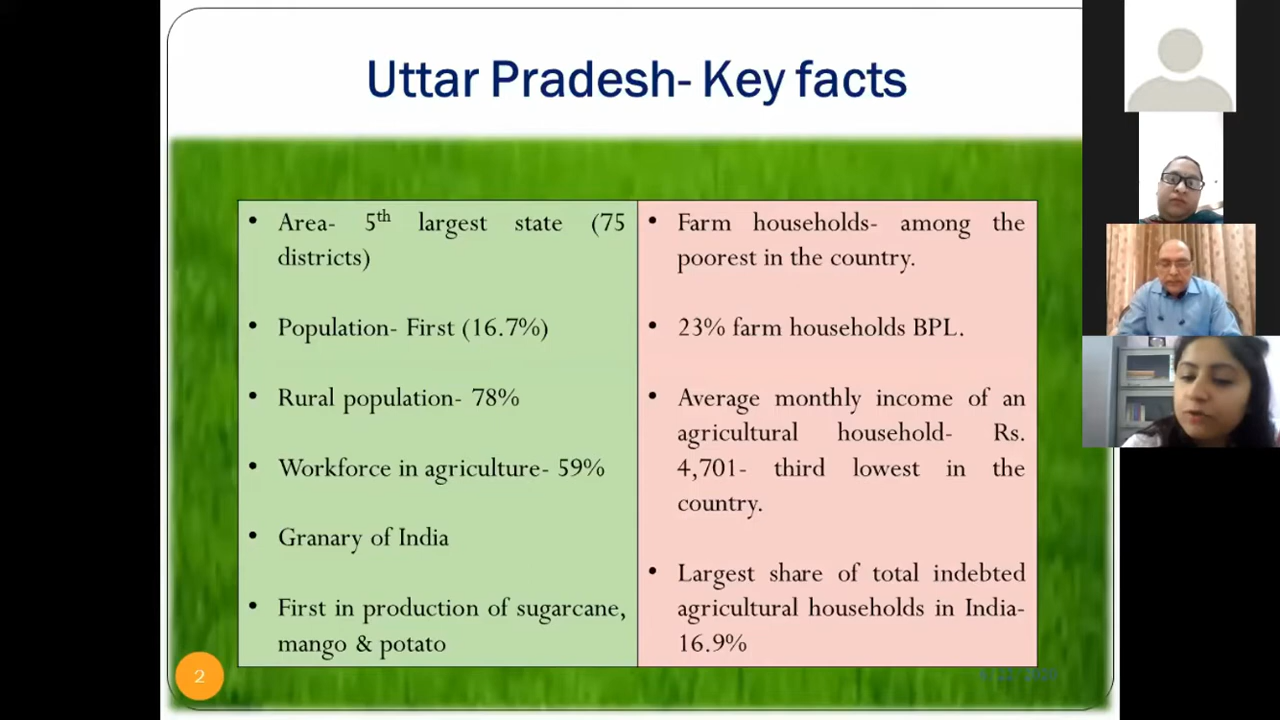 Uttar Pradesh- Key facts
• Area- 5th largest state (75
districts)
• Population- First (16.7%)
• Rural population- 78%
• Workforce in agriculture- 59%
• Granary of India
• First in production of sugarcane,
mango & potato
• Farm households- among the
poorest in the country.
• 23% farm households BPL.
• Average monthly income of an
agricultural household- Rs.
4,701- third lowest in the
country.
• Largest share of total indebted
agricultural households in India-
16.9%
2